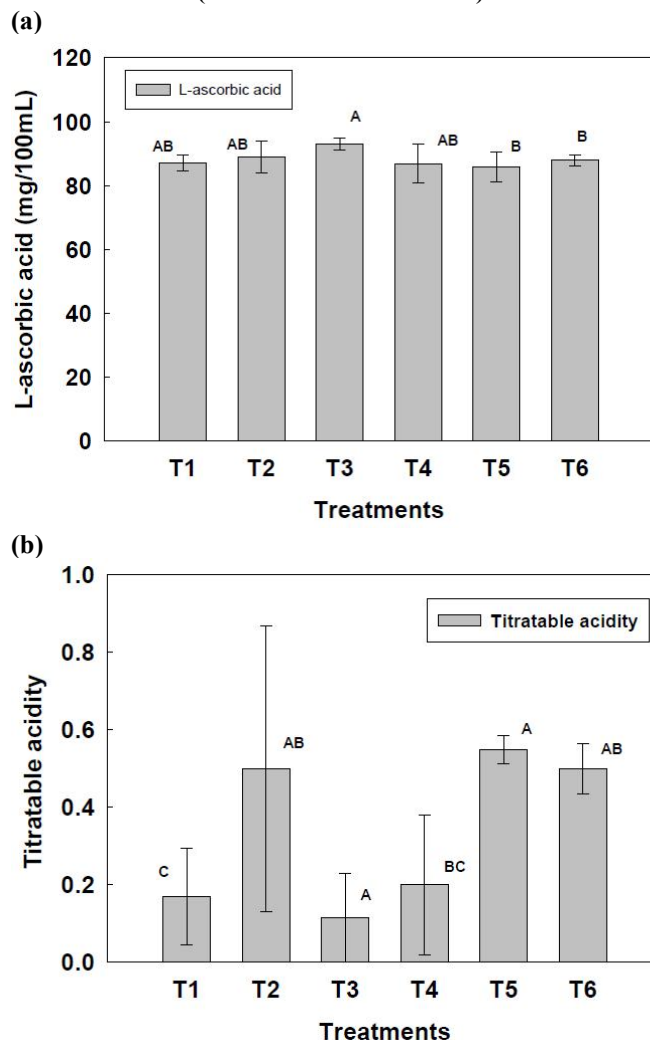 (a)
120
L-ascorbic acid
A
100
AB AB AB B B
80
60
40
20
0
L-ascorbic acid (mg/100mL)
T1 T2 T3 T4 T5 T6
Treatments
(b)
1.0
Titratable acidity
0.8
0.6
A
AB AB
0.4
0.2
C A BC
0.0
Titratable acidity
T1 T2 T3 T4 T5 T6
Treatments